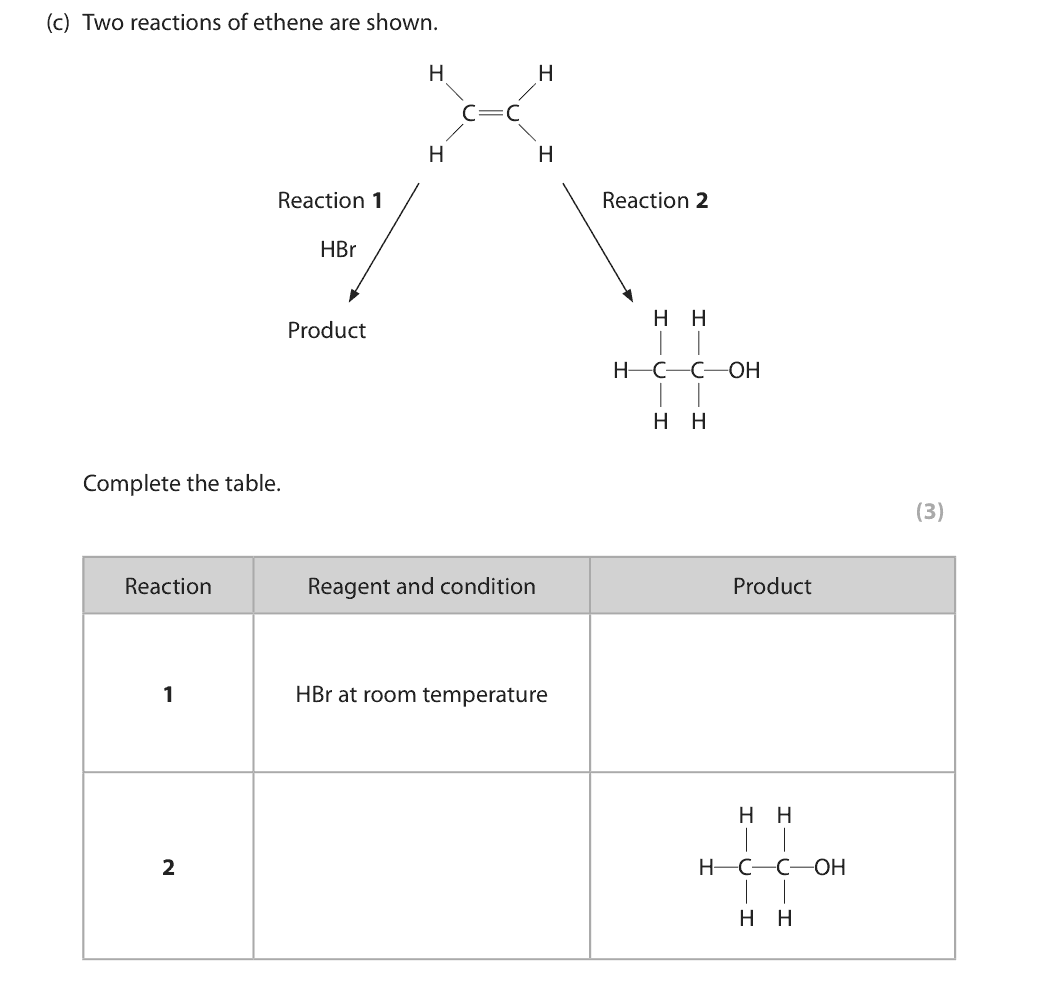 (c) Two reactions of ethene are shown.
H H
C=C
H H
Reaction 1 Reaction 2
HBr
Product
H H
H—C—C—OH
H H
Complete the table.
(3)
Reaction Reagent and condition Product
1 HBr at room temperature
H H
2 H—C—C—OH
H H